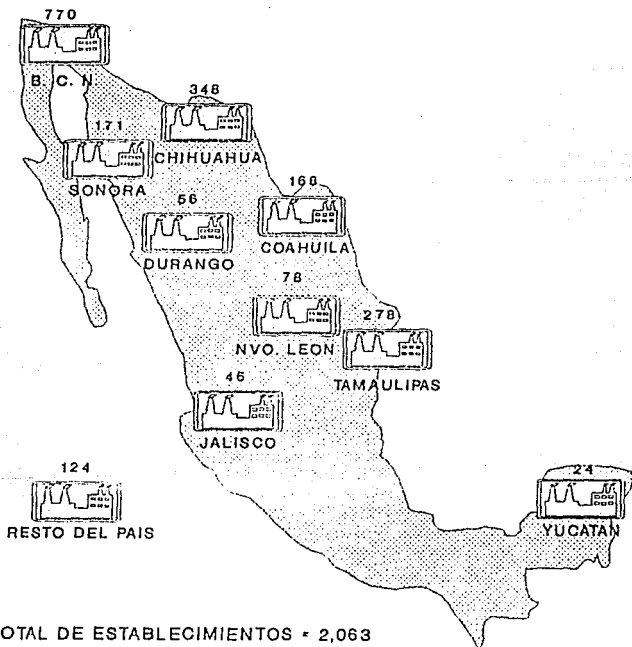 770
B. C. N.
348
CHIHUAHUA
171
SONORA
168
COAHUILA
56
DURANGO
78
NVO. LEON
278
TAMAULIPAS
46
JALISCO
124
RESTO DEL PAIS
24
YUCATAN
OTAL DE ESTABLECIMIENTOS = 2,063